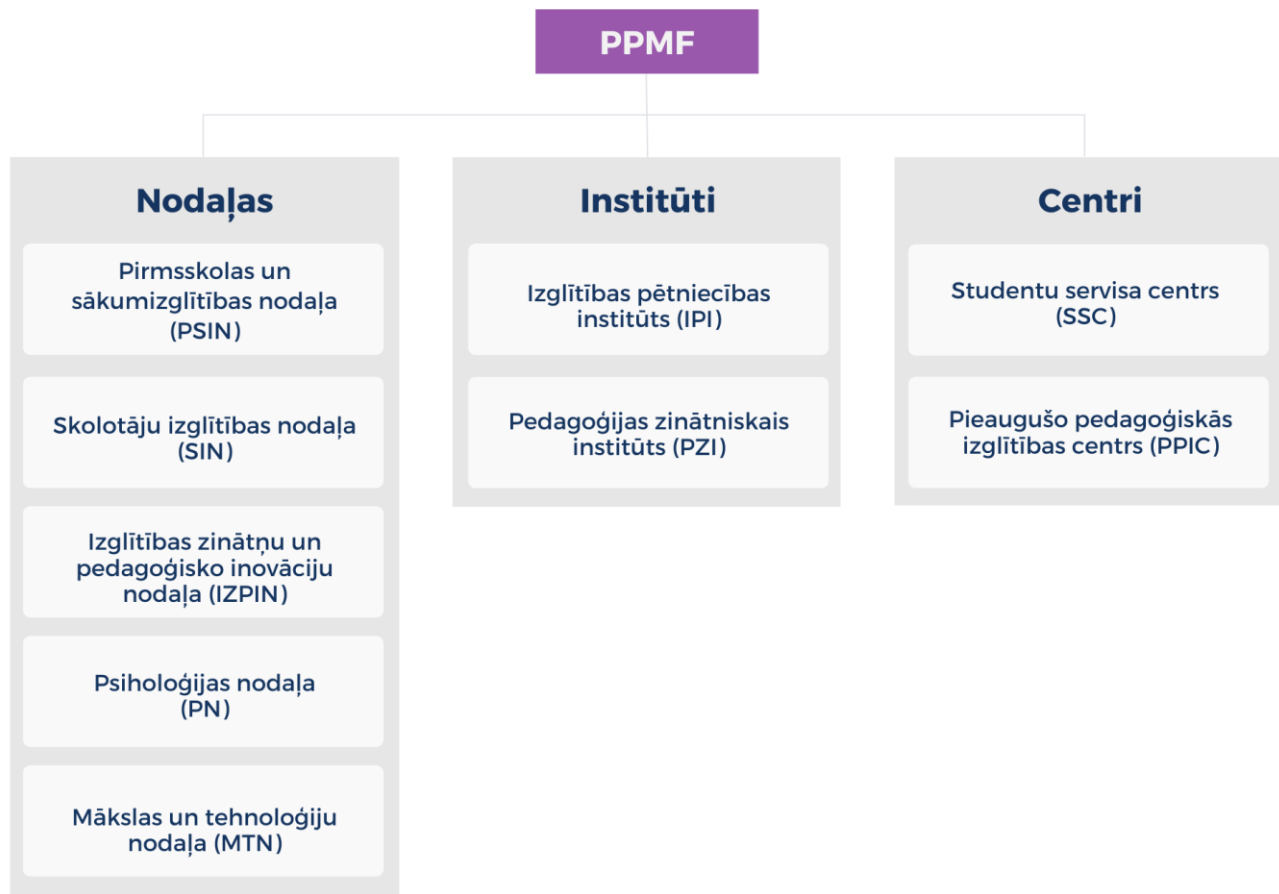 PPMF
Nodaļas
Pirmsskolas un
sākumizglītības nodaļa
(PSIN)
Skolotāju izglītības nodaļa
(SIN)
Izglītības zinātņu un
pedagoģisko inovāciju
nodaļa (IZPIN)
Psiholoģijas nodaļa
(PN)
Mākslas un tehnoloģiju
nodaļa (MTN)
Institūti
Izglītības pētniecības
institūts (IPI)
Pedagoģijas zinātniskais
institūts (PZI)
Centri
Studentu servisa centrs
(SSC)
Pieaugušo pedagoģiskās
izglītības centrs (PPIC)